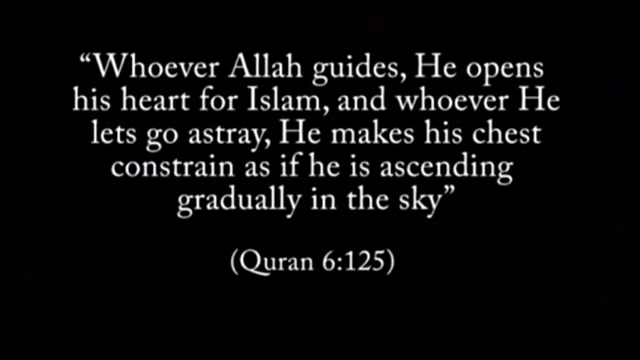 “Whoever Allah guides, He opens
his heart for Islam, and whoever He
lets go astray, He makes his chest
constrain as if he is ascending
gradually in the sky”
(Quran 6:125)